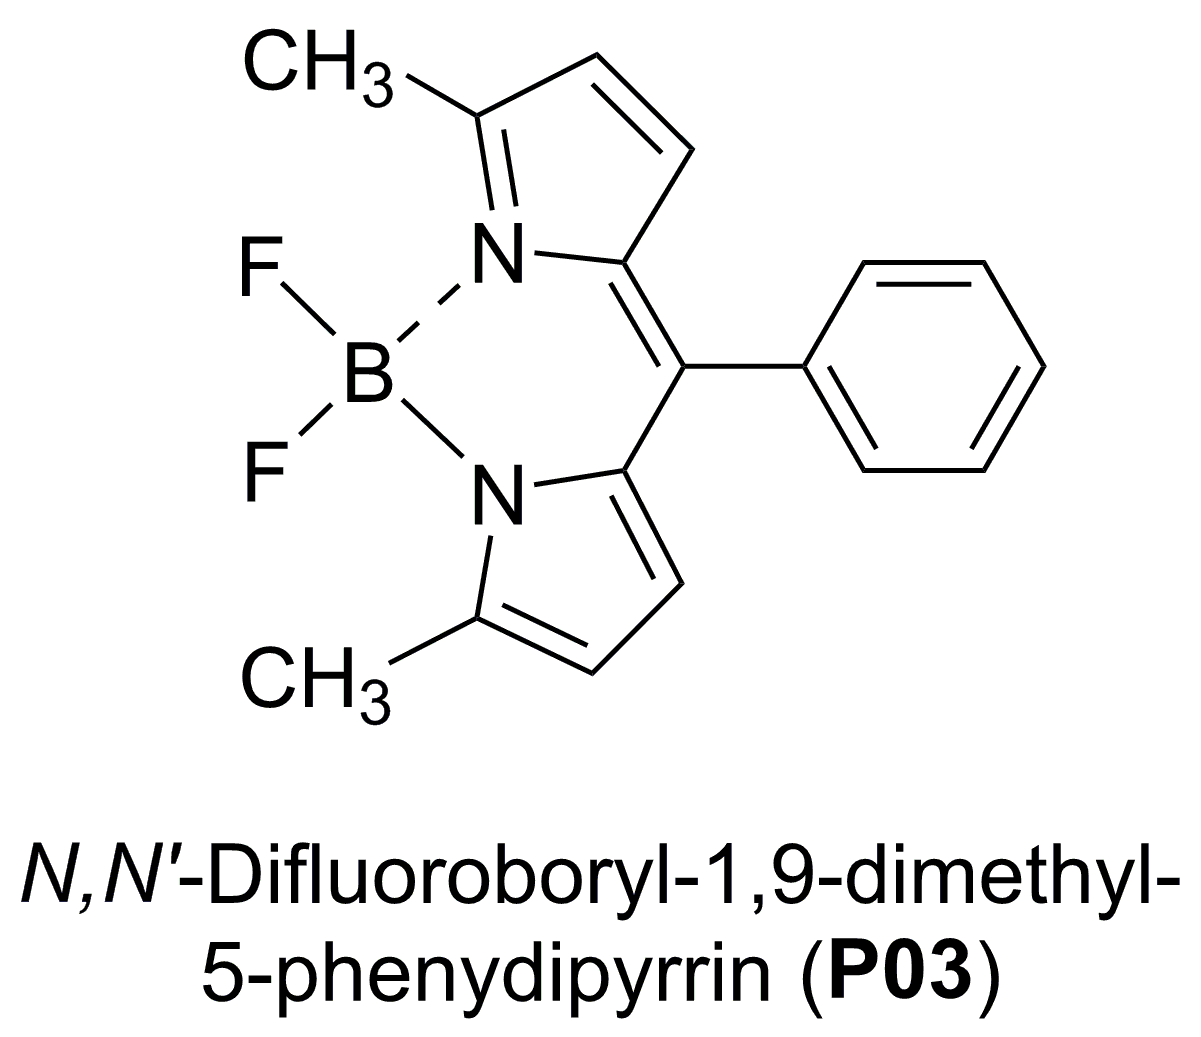 CH3
N
F
B
F
N
CH3
N,N'-Difluoroboryl-1,9-dimethyl-
5-phenydipyrrin (P03)